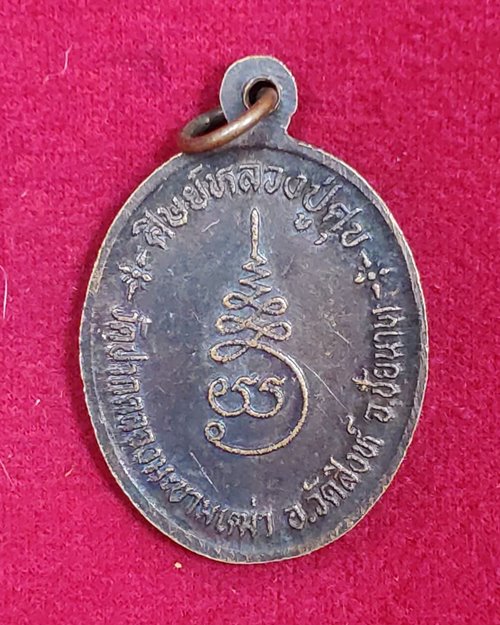 ศิษย์หลวงปู่ศุข
วัดปากคลองมะขามเฒ่า อ.วัดสิงห์ จ.ชัยนาท